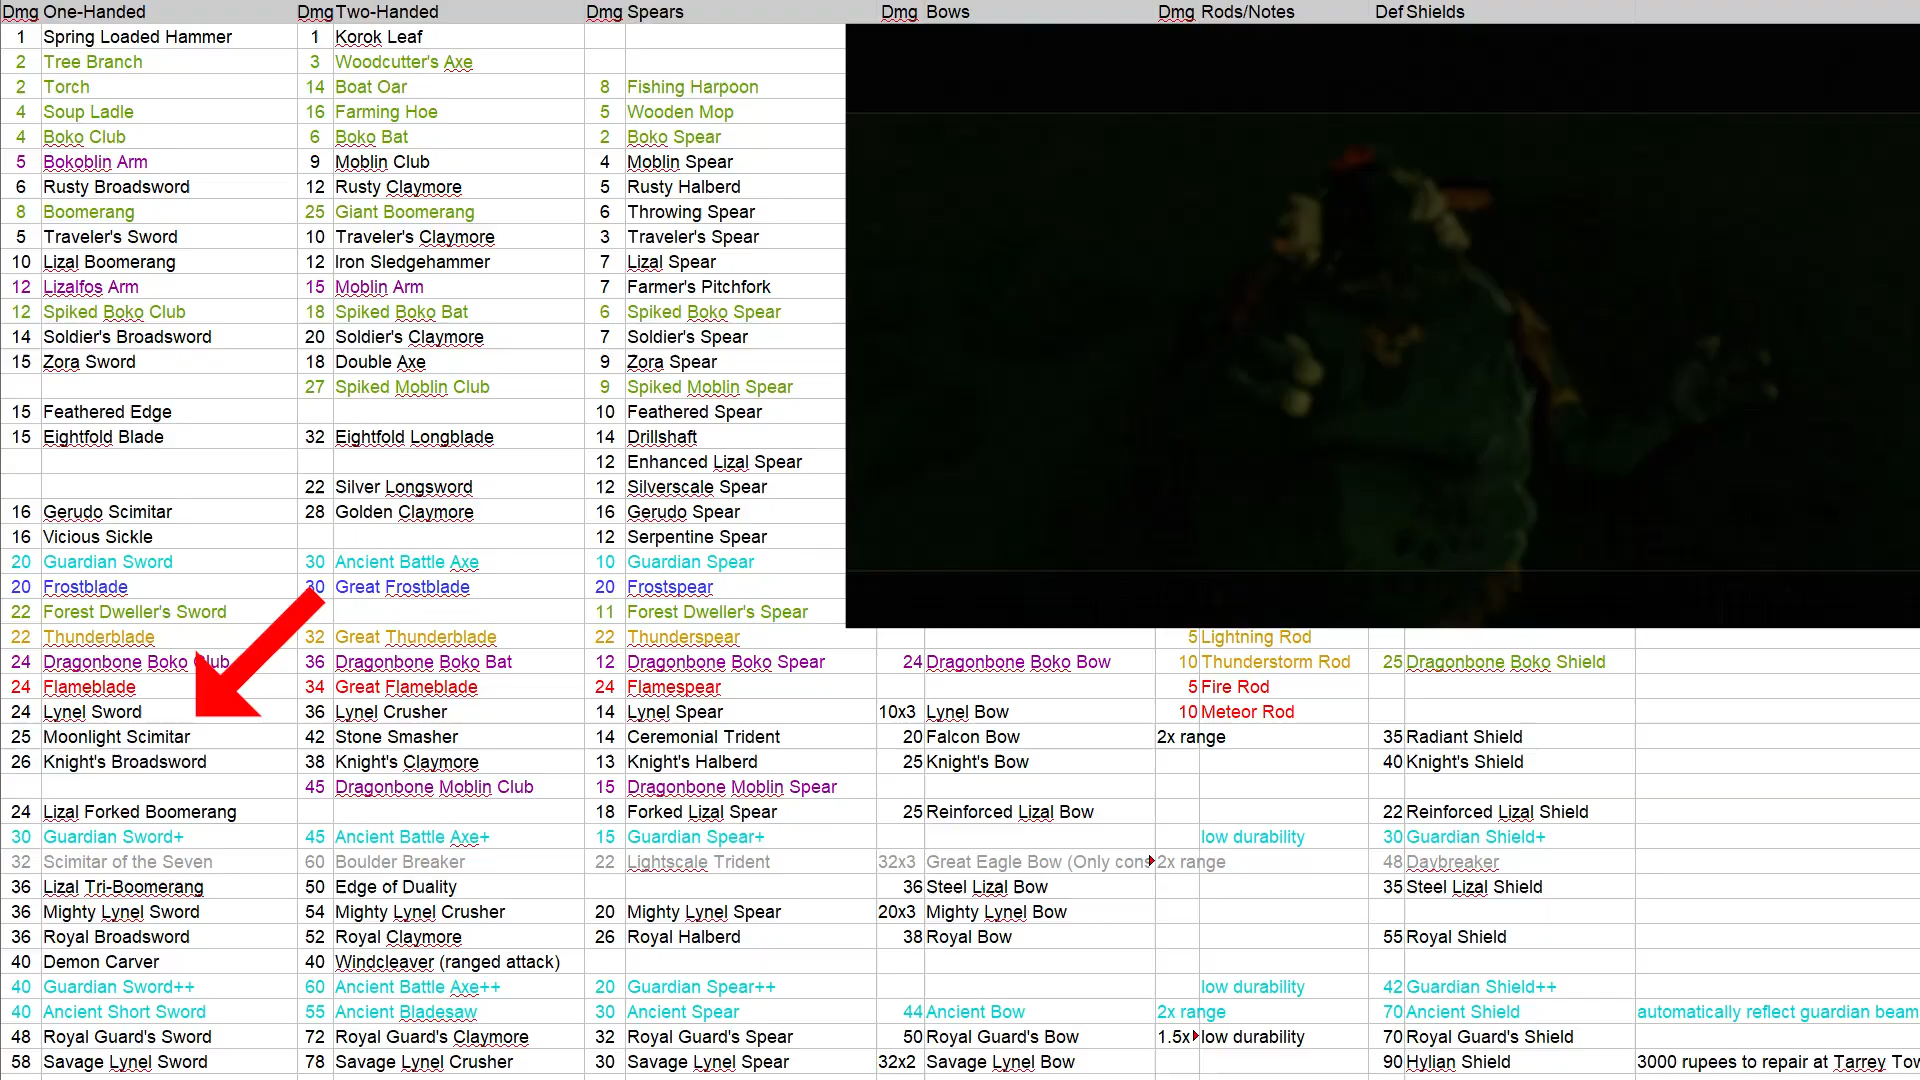 Dmg One-Handed Dmg Two-Handed Dmg Spears Dmg Bows Dmg Rods/Notes Def Shields
1 Spring Loaded Hammer 1 Korok Leaf
2 Tree Branch 3 Woodcutter's Axe
2 Torch 14 Boat Oar 8 Fishing Harpoon
4 Soup Ladle 16 Farming Hoe 5 Wooden Mop
4 Boko Club 6 Boko Bat 2 Boko Spear
5 Bokoblin Arm 9 Moblin Club 4 Moblin Spear
6 Rusty Broadsword 12 Rusty Claymore 5 Rusty Halberd
8 Boomerang 25 Giant Boomerang 6 Throwing Spear
5 Traveler's Sword 10 Traveler's Claymore 3 Traveler's Spear
10 Lizal Boomerang 12 Iron Sledgehammer 7 Lizal Spear
12 Lizalfos Arm 15 Moblin Arm 7 Farmer's Pitchfork
12 Spiked Boko Club 18 Spiked Boko Bat 6 Spiked Boko Spear
14 Soldier's Broadsword 20 Soldier's Claymore 7 Soldier's Spear
15 Zora Sword 18 Double Axe 9 Zora Spear
27 Spiked Moblin Club 9 Spiked Moblin Spear
15 Feathered Edge 10 Feathered Spear
15 Eightfold Blade 32 Eightfold Longblade 14 Drillshaft
12 Enhanced Lizal Spear
22 Silver Longsword 12 Silverscale Spear
16 Gerudo Scimitar 28 Golden Claymore 16 Gerudo Spear
16 Vicious Sickle 12 Serpentine Spear
20 Guardian Sword 30 Ancient Battle Axe 10 Guardian Spear
20 Frostblade 30 Great Frostblade 20 Frostspear
22 Forest Dweller's Sword 11 Forest Dweller's Spear
22 Thunderblade 32 Great Thunderblade 22 Thunderspear 5 Lightning Rod
24 Dragonbone Boko Club 36 Dragonbone Boko Bat 12 Dragonbone Boko Spear 24 Dragonbone Boko Bow 10 Thunderstorm Rod 25 Dragonbone Boko Shield
24 Flameblade 34 Great Flameblade 24 Flamespear 5 Fire Rod
24 Lynel Sword 36 Lynel Crusher 14 Lynel Spear 10x3 Lynel Bow 10 Meteor Rod
25 Moonlight Scimitar 42 Stone Smasher 14 Ceremonial Trident 20 Falcon Bow 2x range 35 Radiant Shield
26 Knight's Broadsword 38 Knight's Claymore 13 Knight's Halberd 25 Knight's Bow 40 Knight's Shield
45 Dragonbone Moblin Club 15 Dragonbone Moblin Spear
24 Lizal Forked Boomerang 18 Forked Lizal Spear 25 Reinforced Lizal Bow 22 Reinforced Lizal Shield
30 Guardian Sword+ 45 Ancient Battle Axe+ 15 Guardian Spear+ low durability 30 Guardian Shield+
32 Scimitar of the Seven 60 Boulder Breaker 22 Lightscale Trident 32x3 Great Eagle Bow (Only cons 2x range 48 Daybreaker
36 Lizal Tri-Boomerang 50 Edge of Duality 36 Steel Lizal Bow 35 Steel Lizal Shield
36 Mighty Lynel Sword 54 Mighty Lynel Crusher 20 Mighty Lynel Spear 20x3 Mighty Lynel Bow
36 Royal Broadsword 52 Royal Claymore 26 Royal Halberd 38 Royal Bow 55 Royal Shield
40 Demon Carver 40 Windcleaver (ranged attack)
40 Guardian Sword++ 60 Ancient Battle Axe++ 20 Guardian Spear++ low durability 42 Guardian Shield++
40 Ancient Short Sword 55 Ancient Bladesaw 30 Ancient Spear 44 Ancient Bow 2x range 70 Ancient Shield automatically reflect guardian beam
48 Royal Guard's Sword 72 Royal Guard's Claymore 32 Royal Guard's Spear 50 Royal Guard's Bow 1.5x low durability 70 Royal Guard's Shield
58 Savage Lynel Sword 78 Savage Lynel Crusher 30 Savage Lynel Spear 32x2 Savage Lynel Bow 90 Hylian Shield 3000 rupees to repair at Tarrey Tow